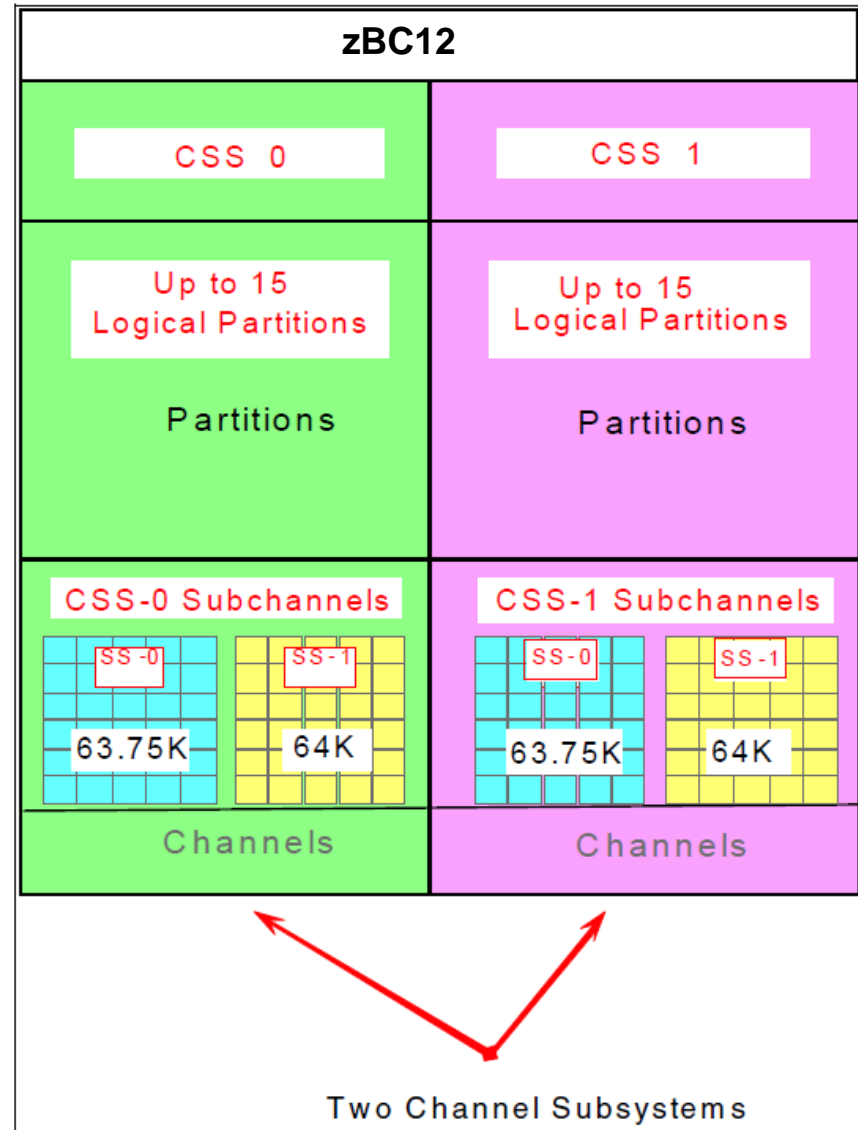 zBC12
CSS 0
CSS 1
Up to 15
Logical Partitions
Up to 15
Logical Partitions
Partitions
Partitions
CSS-0 Subchannels
CSS-1 Subchannels
SS-0
SS-1
SS-0
SS-1
63.75K
64K
63.75K
64K
Channels
Channels
Two Channel Subsystems